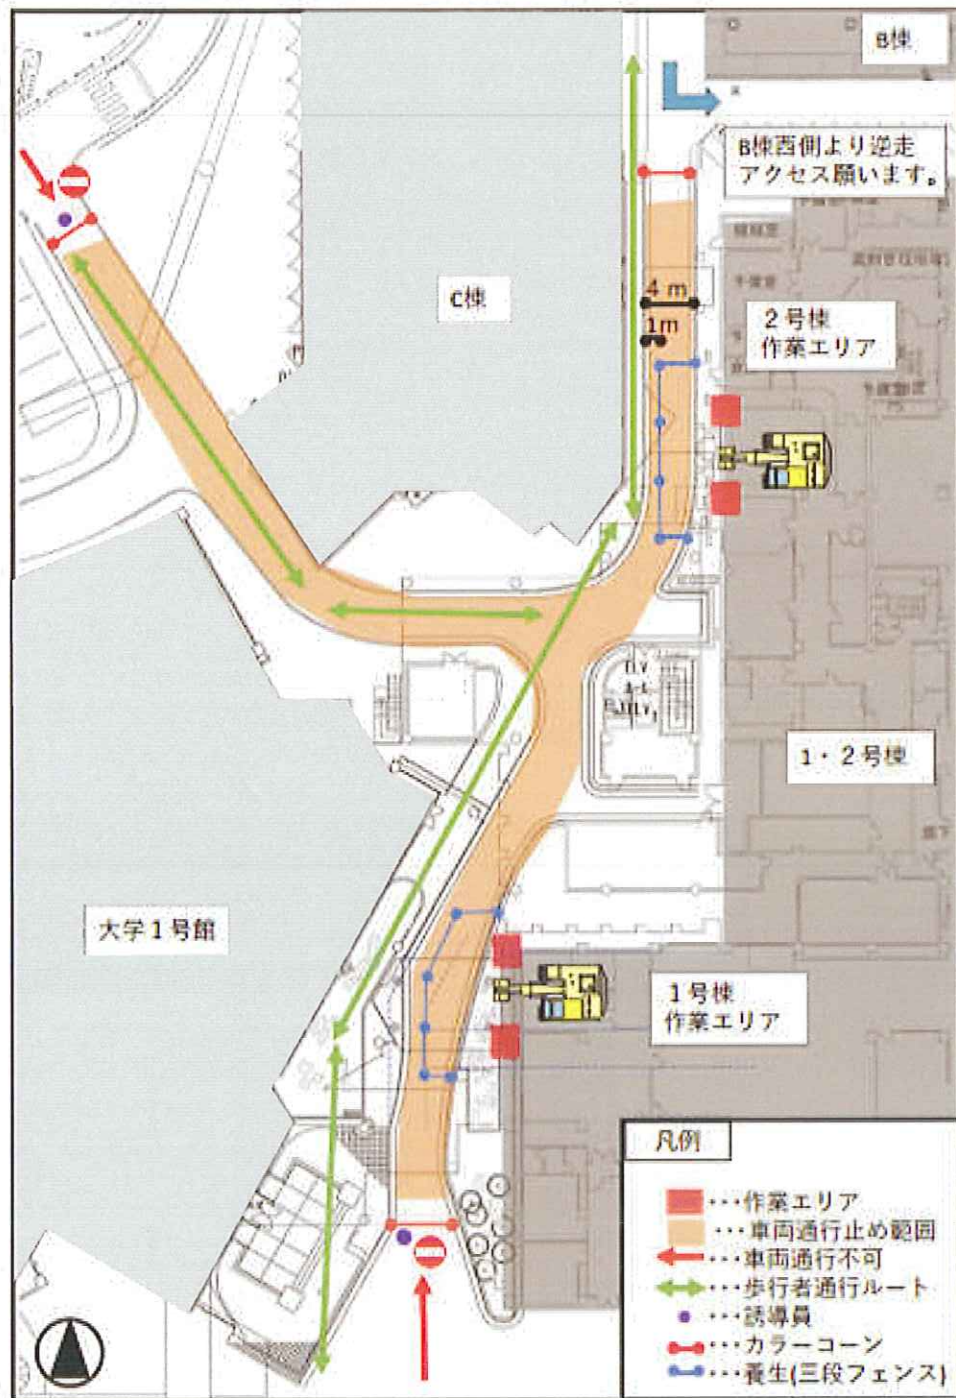 B棟
B棟西側より逆走
アクセス願います。
C棟
4 m
1m
2号棟
作業エリア
1・2号棟
大学1号館
1号棟
作業エリア
凡例
・・・作業エリア
・・・車両通行止め範囲
・・・車両通行不可
・・・歩行者通行ルート
・・・誘導員
・・・カラーコーン
・・・養生(三段フェンス)